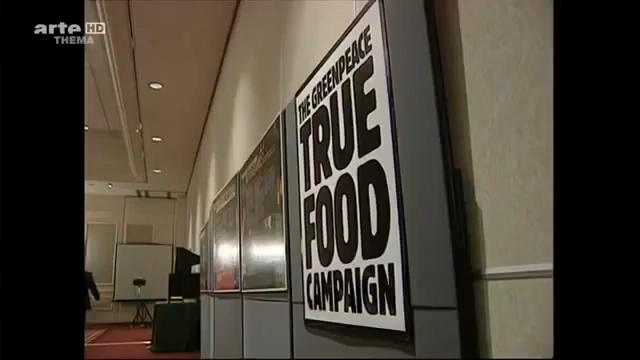 arte HD
THEMA
THE GREENPEACE
TRUE
FOOD
CAMPAIGN